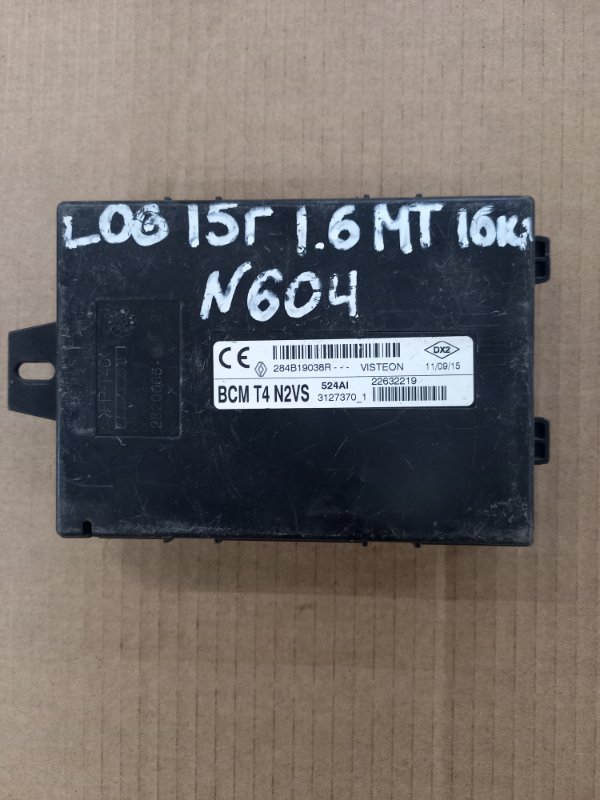 LOG 15г 1.6 MT 16кл
N604
CE 284B19038R--- VISTEON DX2 11/09/15
BCM T4 N2VS 524AI 22632219
3127370_1